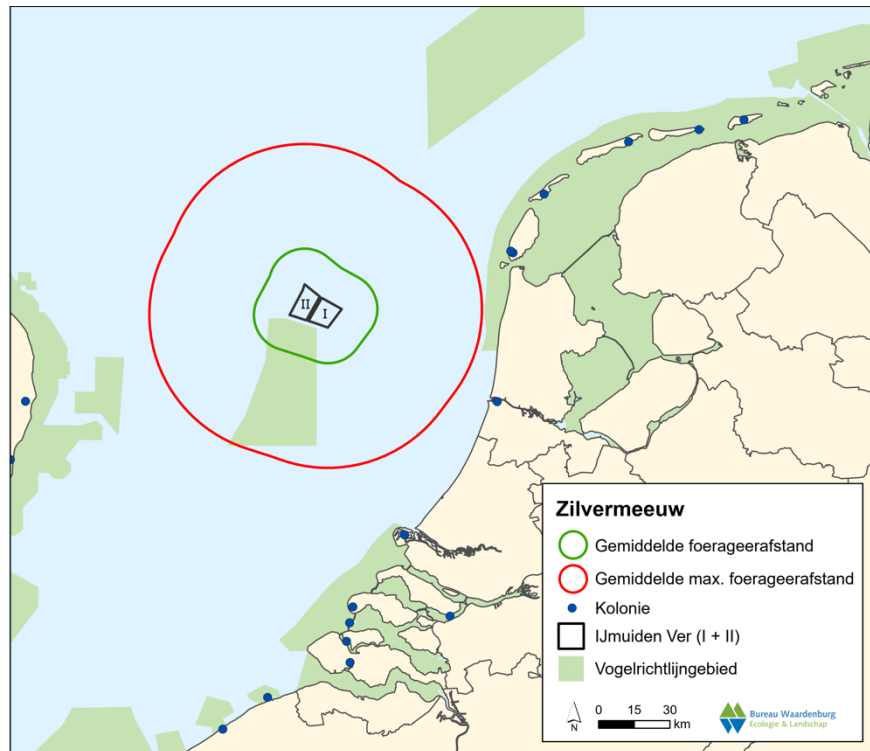 II
I
Zilvermeeuw
Gemiddelde foerageerafstand
Gemiddelde max. foerageerafstand
Kolonie
IJmuiden Ver (I + II)
Vogelrichtlijngebied
N
0 15 30
km
Bureau Waardenburg
Ecologie & Landschap